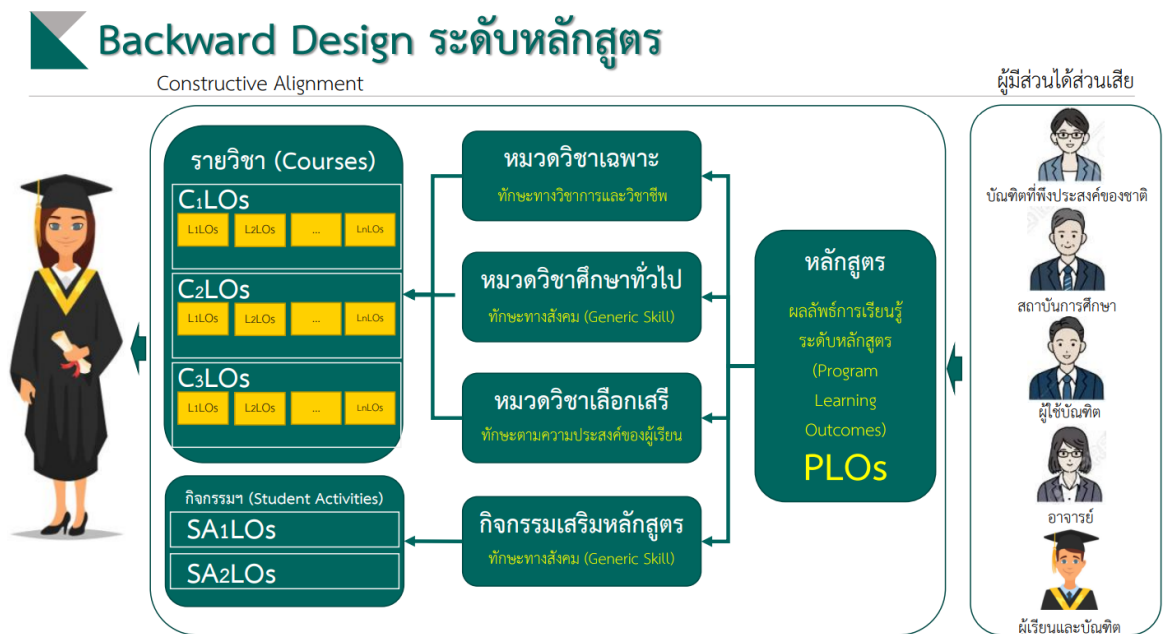 Backward Design ระดับหลักสูตร
Constructive Alignment
ผู้มีส่วนได้ส่วนเสีย
รายวิชา (Courses)
C1LOs
L1LOs
L2LOs
...
LnLOs
C2LOs
L1LOs
L2LOs
...
LnLOs
C3LOs
L1LOs
L2LOs
...
LnLOs
กิจกรรมฯ (Student Activities)
SA1LOs
SA2LOs
หมวดวิชาเฉพาะ
ทักษะทางวิชาการและวิชาชีพ
หมวดวิชาศึกษาทั่วไป
ทักษะทางสังคม (Generic Skill)
หมวดวิชาเลือกเสรี
ทักษะตามความประสงค์ของผู้เรียน
กิจกรรมเสริมหลักสูตร
ทักษะทางสังคม (Generic Skill)
หลักสูตร
ผลลัพธ์การเรียนรู้
ระดับหลักสูตร
(Program
Learning
Outcomes)
PLOs
บัณฑิตที่พึงประสงค์ของชาติ
สถาบันการศึกษา
ผู้ใช้บัณฑิต
อาจารย์
ผู้เรียนและบัณฑิต